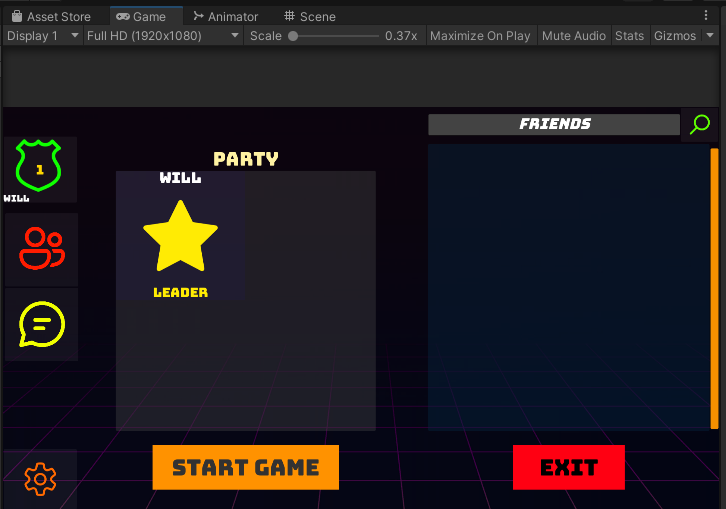 Asset Store Game Animator Scene
Display 1 Full HD (1920x1080) Scale 0.37x Maximize On Play Mute Audio Stats Gizmos
FRIENDS
1
WILL
PARTY
WILL
LEADER
START GAME
EXIT